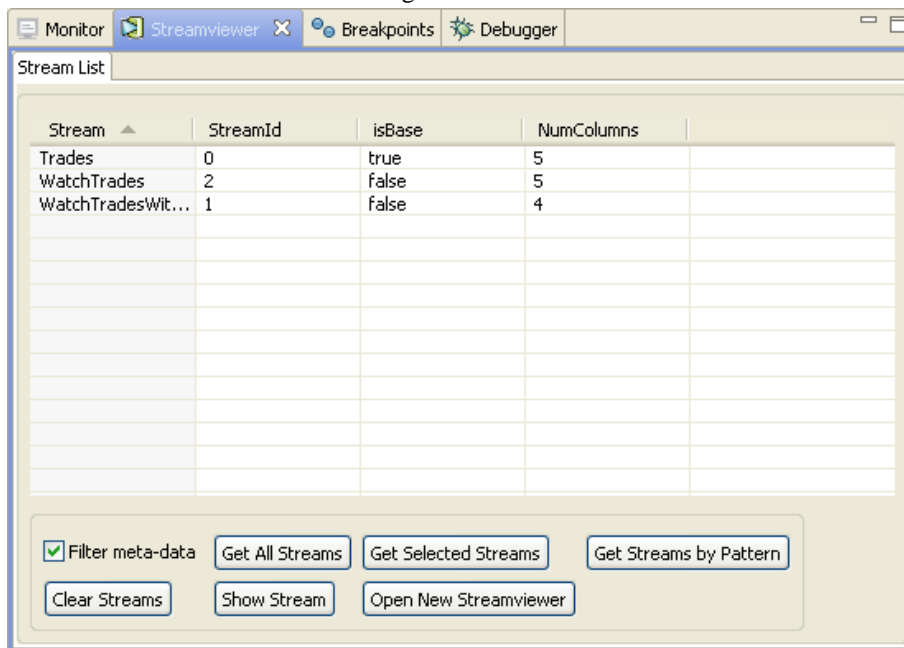 Monitor Streamviewer Breakpoints Debugger
Stream List
Stream StreamId isBase NumColumns
Trades 0 true 5
WatchTrades 2 false 5
WatchTradesWit... 1 false 4
Filter meta-data Get All Streams Get Selected Streams Get Streams by Pattern
Clear Streams Show Stream Open New Streamviewer